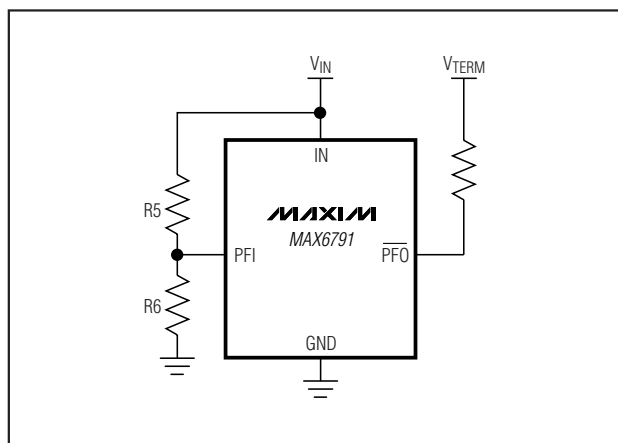 VIN
VTERM
IN
R5
MAXIM
MAX6791
PFI
PFO
R6
GND